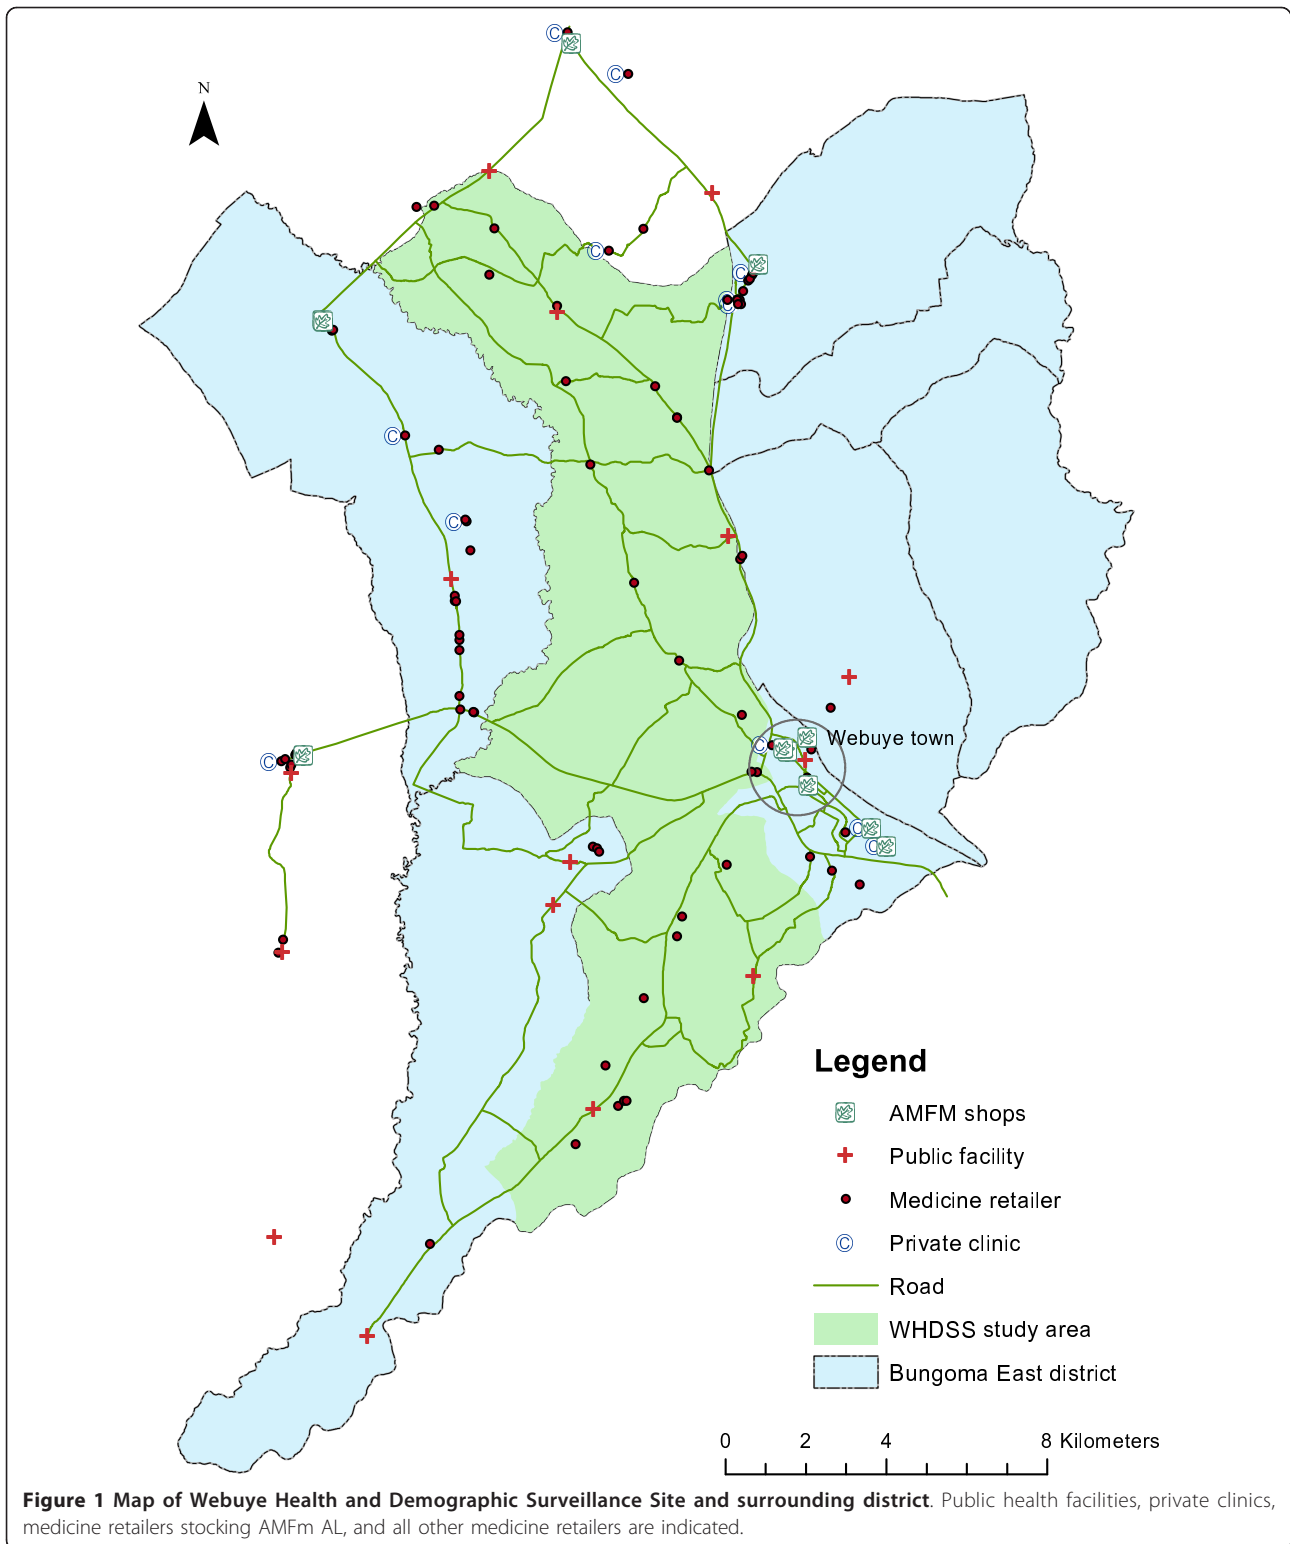 N
Webuye town
Legend
AMFM shops
Public facility
Medicine retailer
Private clinic
Road
WHDSS study area
Bungoma East district
0 2 4 8 Kilometers
Figure 1 Map of Webuye Health and Demographic Surveillance Site and surrounding district. Public health facilities, private clinics,
medicine retailers stocking AMFm AL, and all other medicine retailers are indicated.